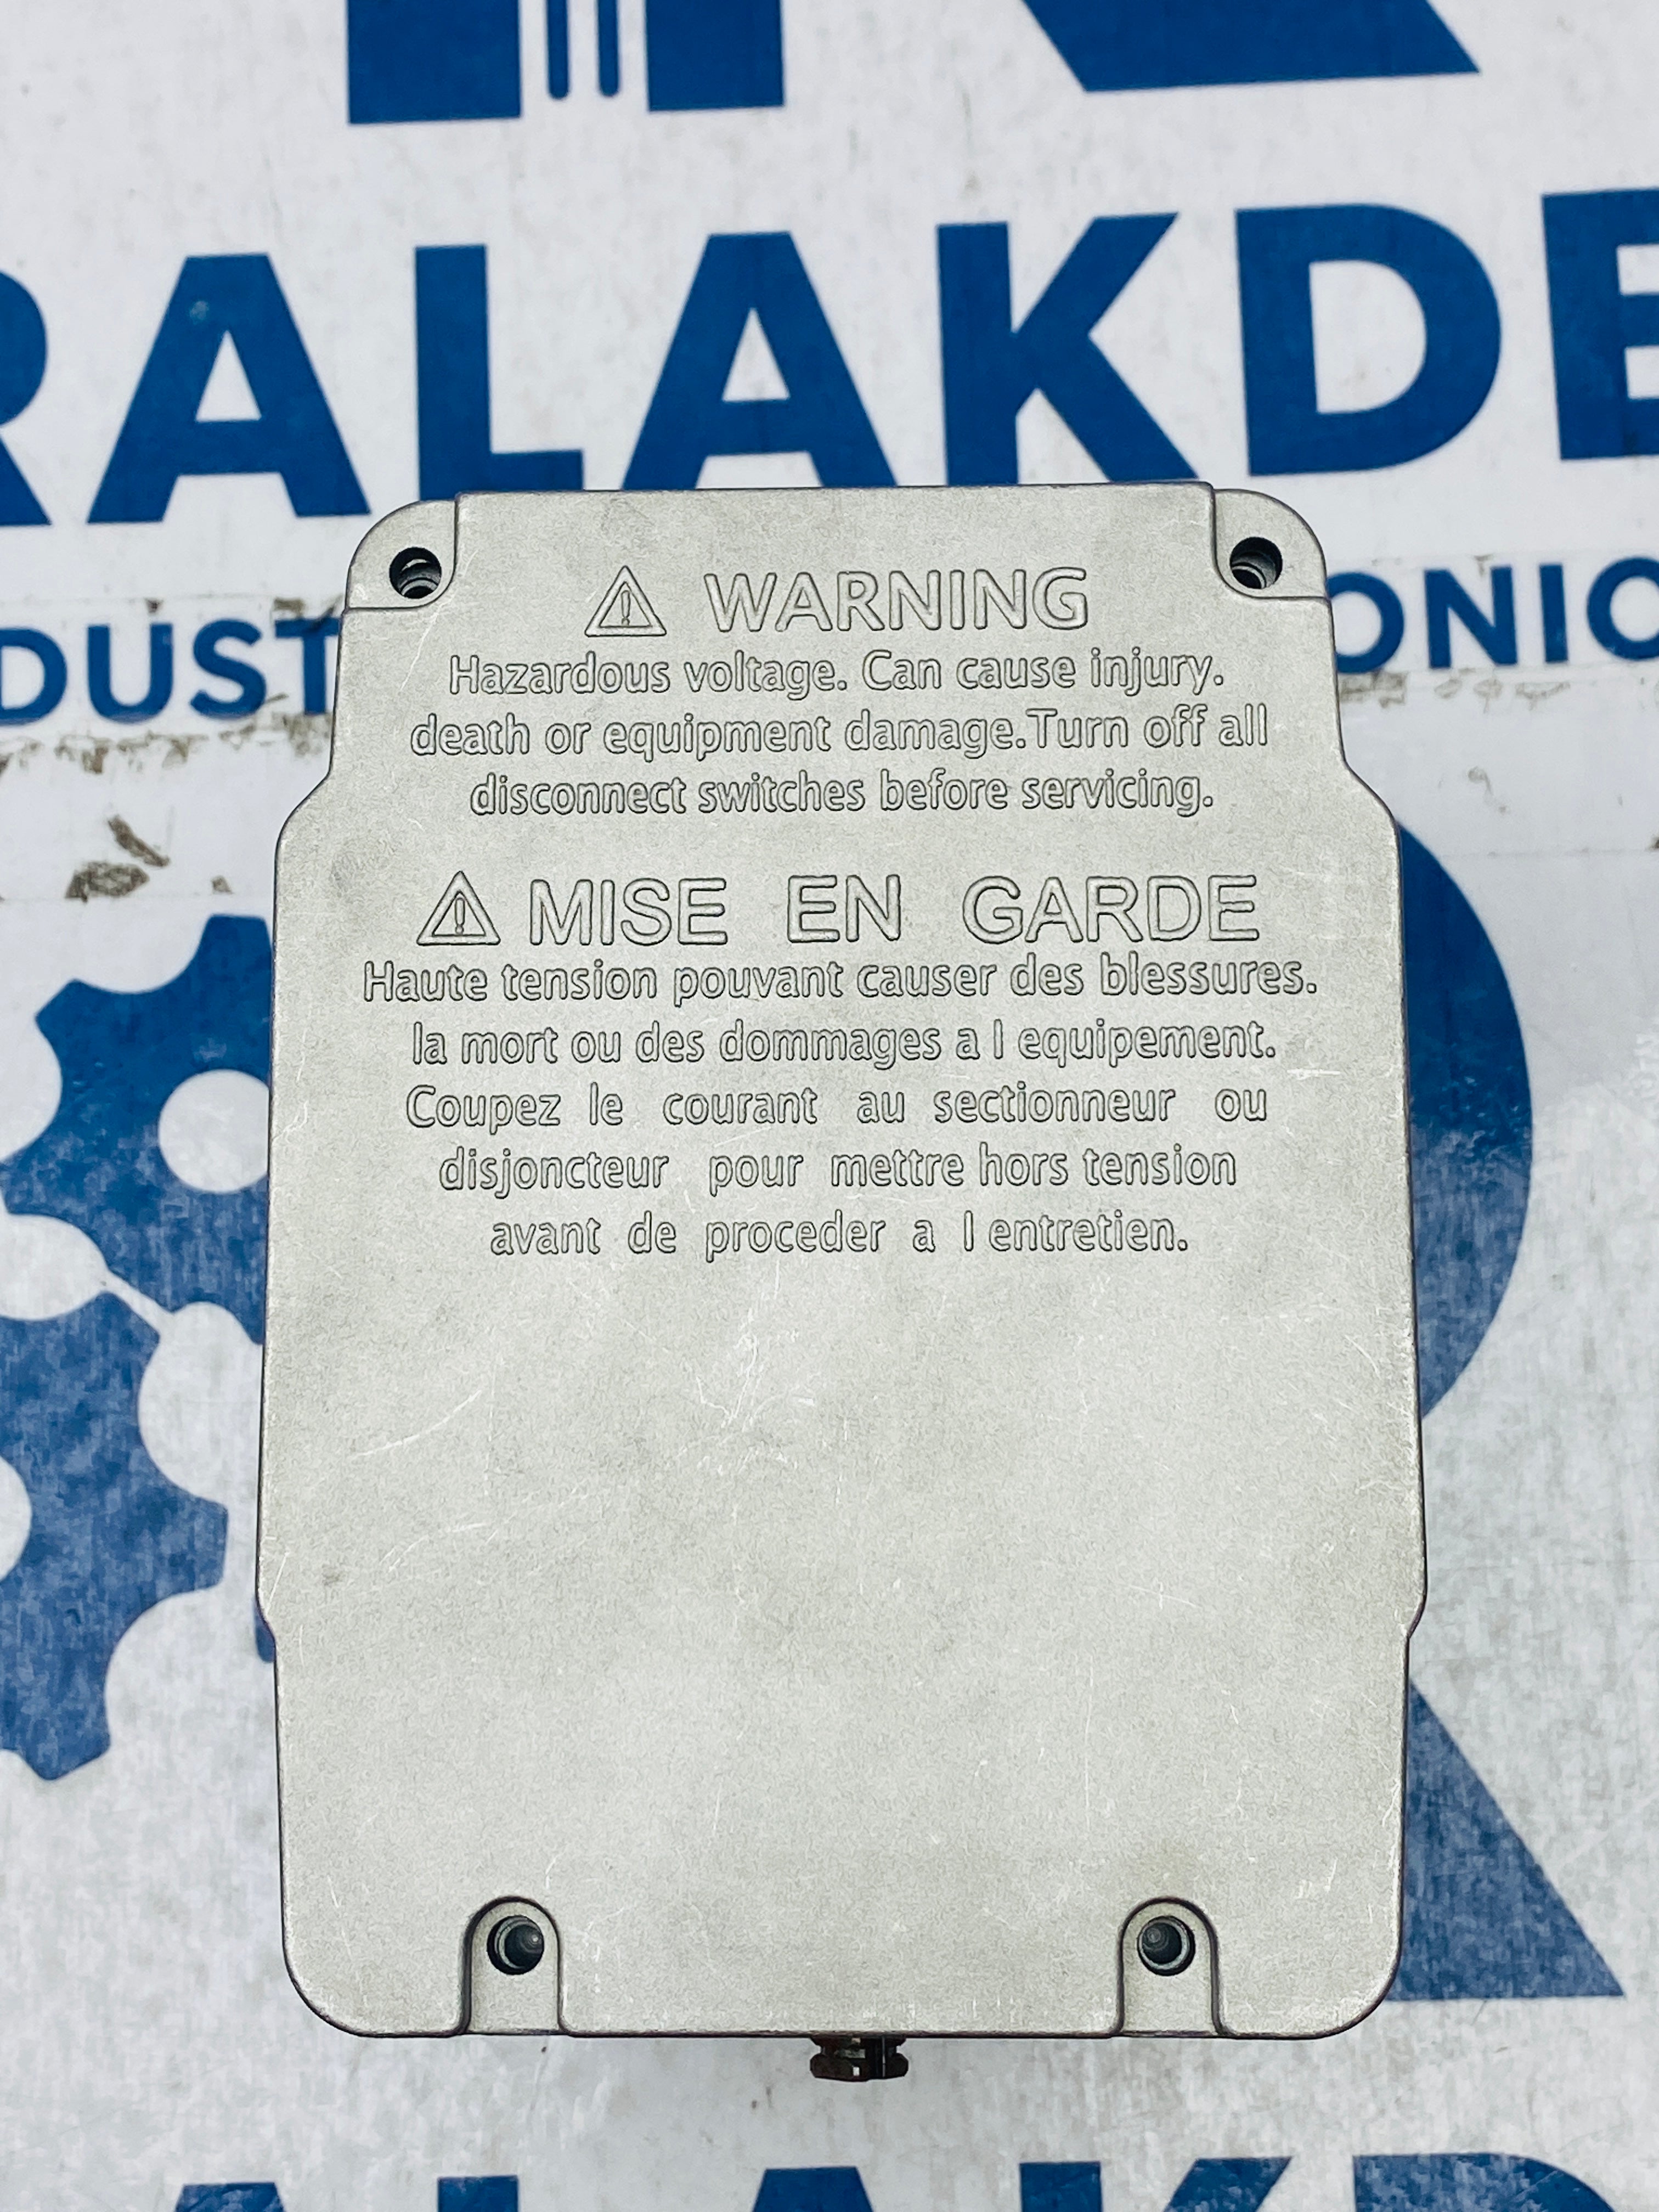 RALAKDE
DUST ONIC
⚠ WARNING
Hazardous voltage. Can cause injury.
death or equipment damage.Turn off all
disconnect switches before servicing.
⚠ MISE EN GARDE
Haute tension pouvant causer des blessures.
la mort ou des dommages a l equipement.
Coupez le courant au sectionneur ou
disjoncteur pour mettre hors tension
avant de proceder a l entretien.